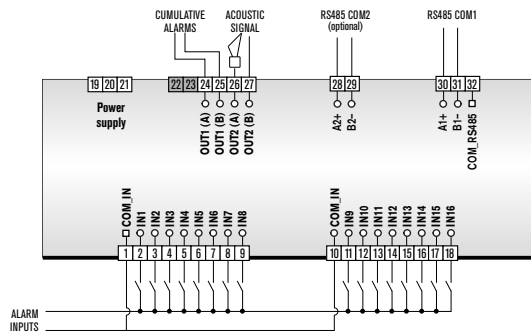 CUMULATIVE ALARMS
ACOUSTIC SIGNAL
RS485 COM2
(optional)
RS485 COM1
19 20 21
22 23 24 25 26 27
28 29
30 31 32
Power
supply
OUT1 (A)
OUT1 (B)
OUT2 (A)
OUT2 (B)
A2+
B2–
A1+
B1–
COM_RS485
COM_IN
IN1
IN2
IN3
IN4
IN5
IN6
IN7
IN8
COM_IN
IN9
IN10
IN11
IN12
IN13
IN14
IN15
IN16
1 2 3 4 5 6 7 8 9
10 11 12 13 14 15 16 17 18
ALARM
INPUTS